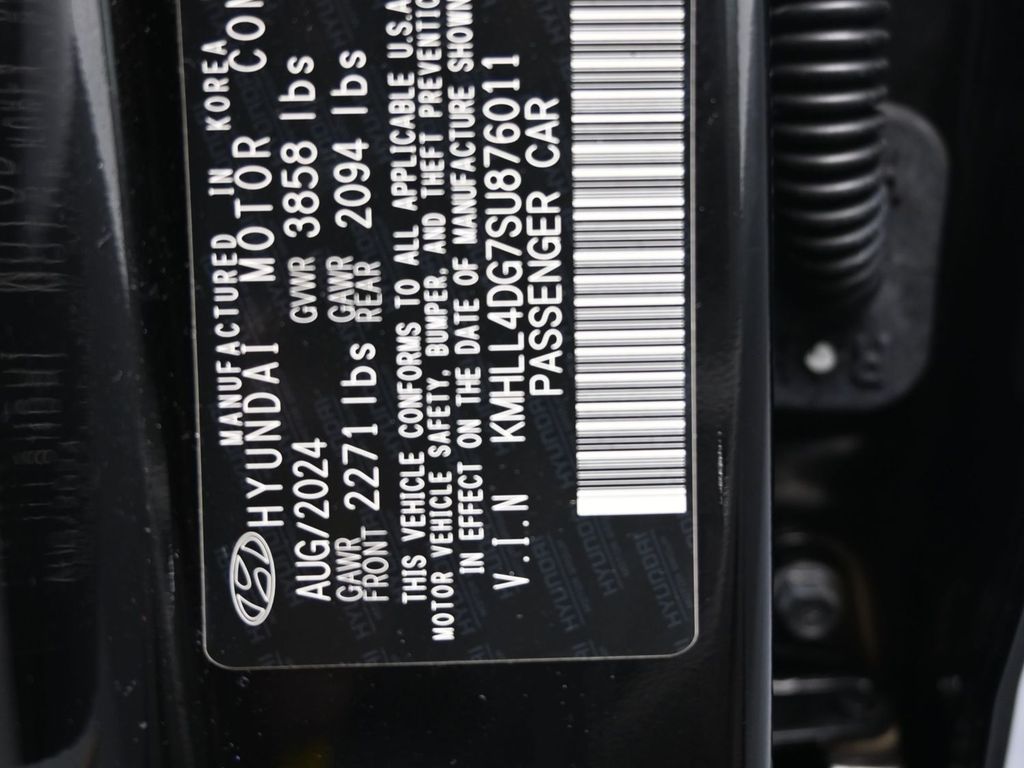 MANUFACTURED IN KOREA
HYUNDAI MOTOR
AUG/2024 GVWR 3858 lbs
GAWR FRONT 2271 lbs GAWR REAR 2094 lbs
THIS VEHICLE CONFORMS TO ALL APPLICABLE U.S.A
MOTOR VEHICLE SAFETY, BUMPER, AND THEFT PREVENTIO
IN EFFECT ON THE DATE OF MANUFACTURE SHOWN
V.I.N KMHLL4DG7SU876011
PASSENGER CAR